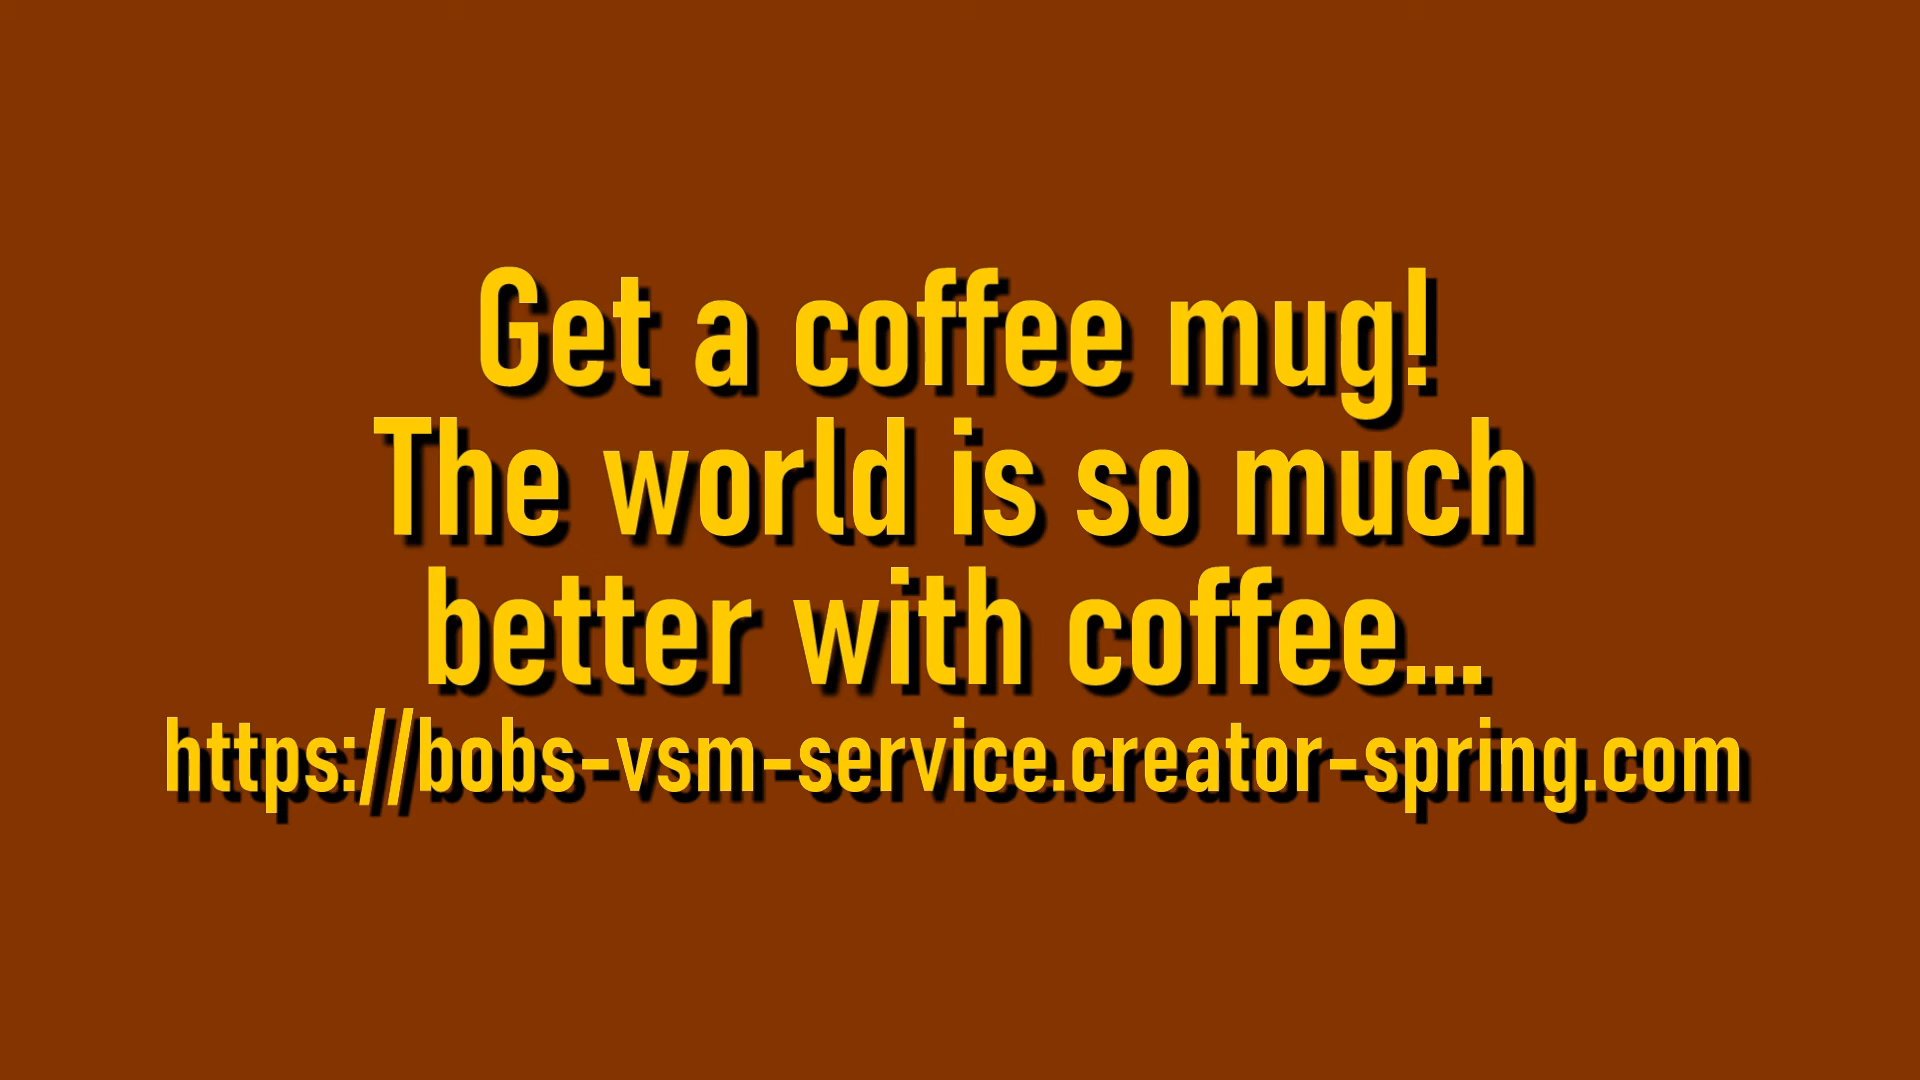 Get a coffee mug!
The world is so much
better with coffee...
https://bobs-vsm-service.creator-spring.com